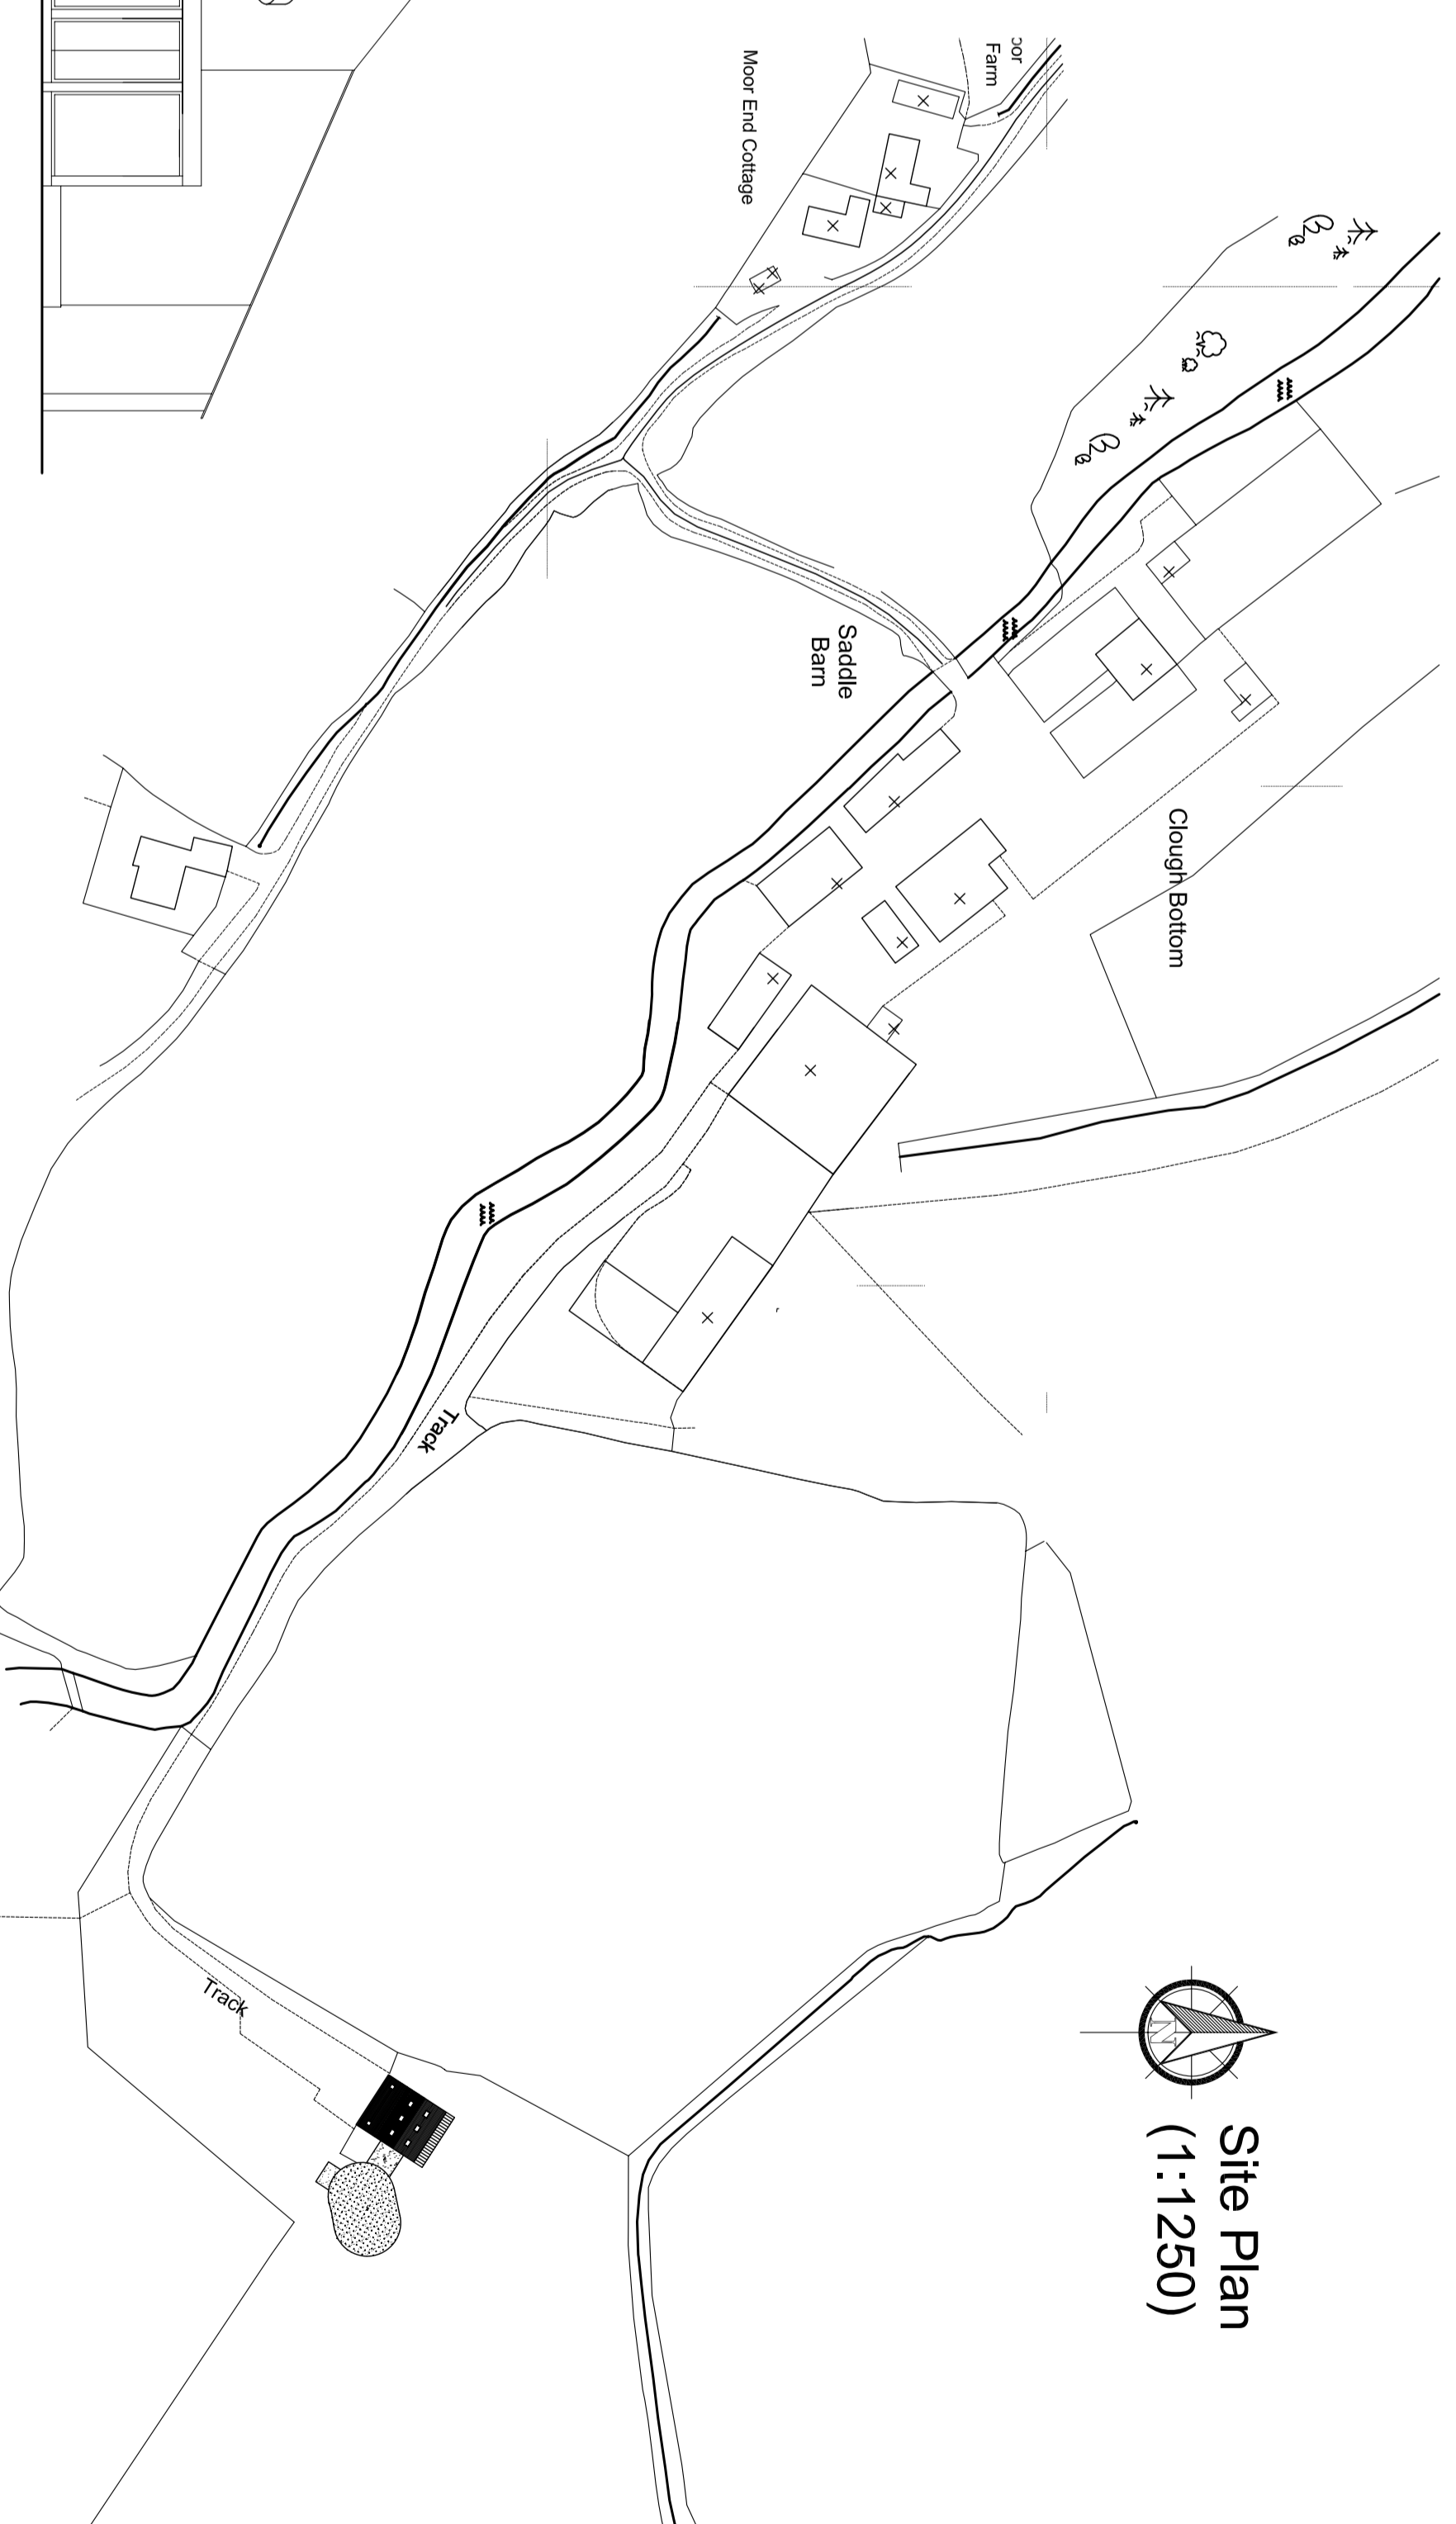 Farm
Moor End Cottage
Saddle
Barn
Clough Bottom
Track
Track
N
Site Plan
(1:1250)